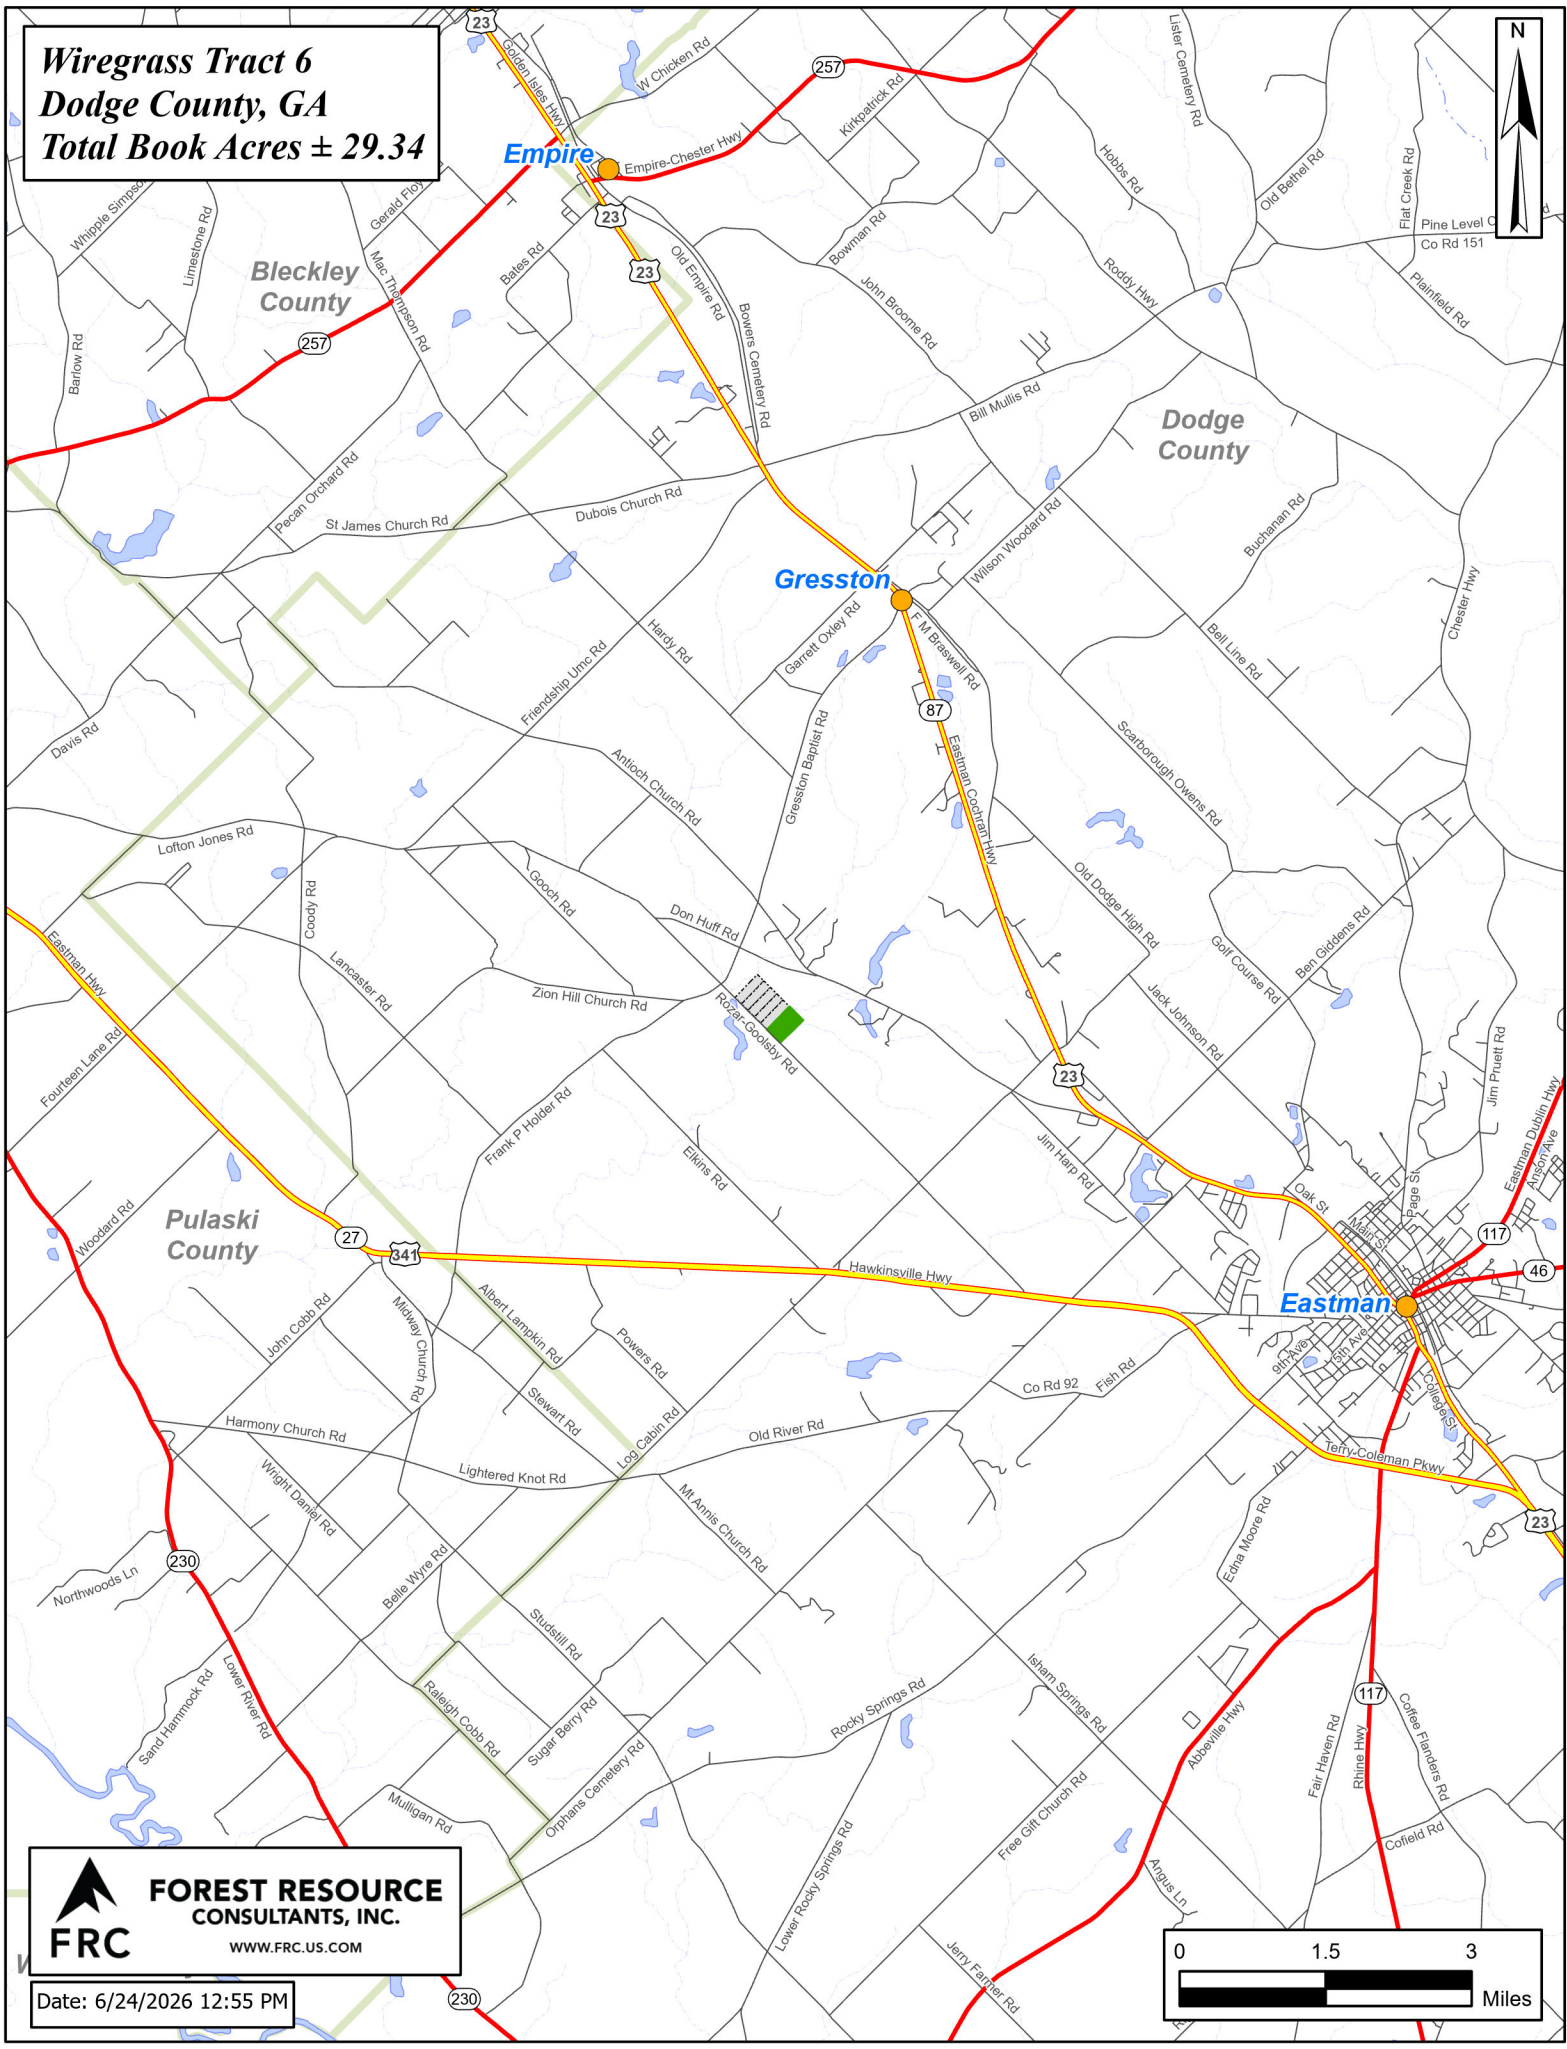 Wiregrass Tract 6
Dodge County, GA
Total Book Acres ± 29.34
N
23
Golden Isles Hwy
W Chicken Rd
257
Kirkpatrick Rd
Lister Cemetery Rd
Hobbs Rd
Old Bethel Rd
Flat Creek Rd
Pine Level C
Rd
Co Rd 151
Plainfield Rd
Empire
Empire-Chester Hwy
Whipple Simpso
Limestone Rd
Gerald Floy
Bleckley
County
Mac Thompson Rd
Bates Rd
23
23
Old Empire Rd
Bowers Cemetery Rd
Bowman Rd
John Broome Rd
Roddy Hwy
257
Barlow Rd
Bill Mullis Rd
Dodge
County
Pecan Orchard Rd
St James Church Rd
Dubois Church Rd
Buchanan Rd
Wilson Woodard Rd
Gresston
Chester Hwy
Garrett Oxley Rd
F M Braswell Rd
Hardy Rd
Friendship Umc Rd
Bell Line Rd
87
Davis Rd
Antioch Church Rd
Gresston Baptist Rd
Eastman Cochran Hwy
Scarborough Owens Rd
Lofton Jones Rd
Coody Rd
Gooch Rd
Don Huff Rd
Old Dodge High Rd
Golf Course Rd
Ben Giddens Rd
Eastman Hwy
Lancaster Rd
Zion Hill Church Rd
Rozar-Goolsby Rd
Jack Johnson Rd
Jim Pruett Rd
Fourteen Lane Rd
23
Frank P Holder Rd
Elkins Rd
Jim Harp Rd
Eastman Dublin Hwy
Anson Ave
Woodard Rd
Pulaski
County
Oak St
Main St
Page St
117
27
341
Hawkinsville Hwy
46
Eastman
John Cobb Rd
Midway Church Rd
Albert Lampkin Rd
Powers Rd
9th Ave
5th Ave
Co Rd 92
Fish Rd
College St
Stewart Rd
Harmony Church Rd
Log Cabin Rd
Old River Rd
Lightered Knot Rd
Terry-Coleman Pkwy
Wright Daniel Rd
Mt Annis Church Rd
Edna Moore Rd
23
230
Northwoods Ln
Belle Wyre Rd
Studstill Rd
Isham Springs Rd
Sand Hammock Rd
Lower River Rd
Raleigh Cobb Rd
Sugar Berry Rd
Rocky Springs Rd
Abbeville Hwy
117
Fair Haven Rd
Rhine Hwy
Coffee Flanders Rd
Mulligan Rd
Orphans Cemetery Rd
Free Gift Church Rd
Cofield Rd
Lower Rocky Springs Rd
Angus Ln
Jerry Farmer Rd
230
FRC
FOREST RESOURCE
CONSULTANTS, INC.
WWW.FRC.US.COM
Date: 6/24/2026 12:55 PM
0 1.5 3
Miles